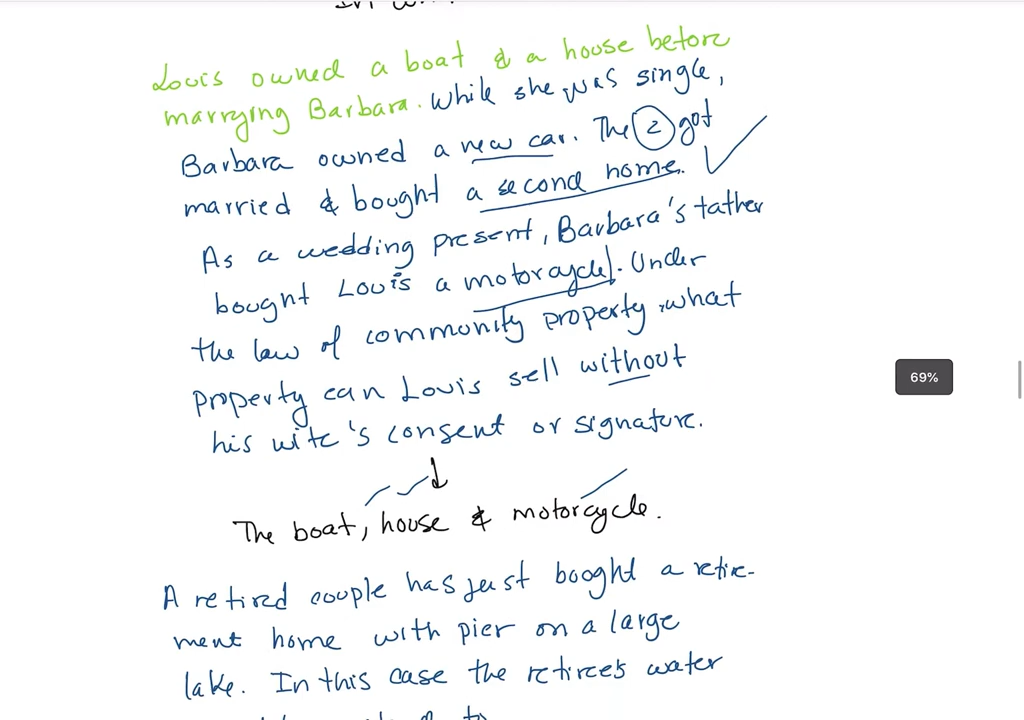 Louis owned a boat & a house before
marrying Barbara. While she was single,
Barbara owned a new car. The 2 got
married & bought a second home.
As a wedding present, Barbara's father
bought Louis a motorcycle. Under
the law of community property, what
property can Louis sell without
his wife's consent or signature.
The boat, house & motorcycle.
69%
A retired couple has just booght a retire-
ment home with pier on a large
lake. In this case the retiree's water